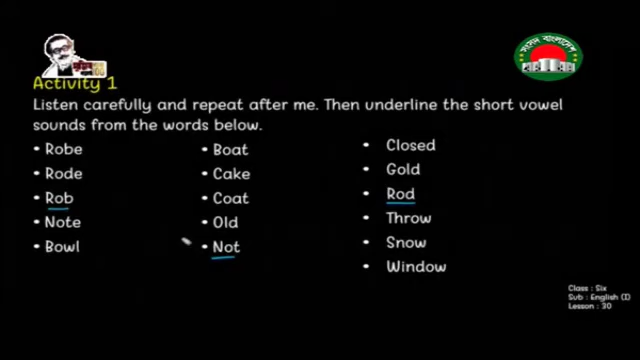 সংসদ বাংলাদেশ
Activity 1
Listen carefully and repeat after me. Then underline the short vowel
sounds from the words below.
• Robe
• Rode
• Rob
• Note
• Bowl
• Boat
• Cake
• Coat
• Old
• Not
• Closed
• Gold
• Rod
• Throw
• Snow
• Window
Class : Six
Sub : English (I)
Lesson : 30